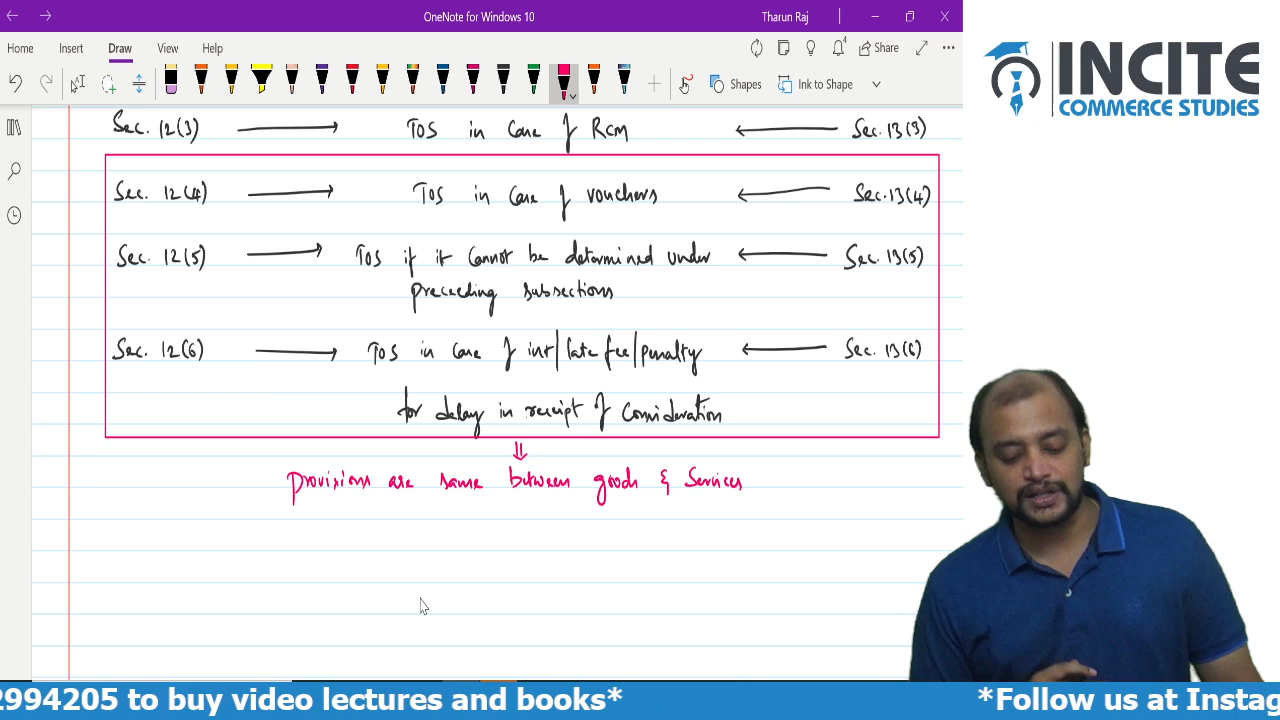 OneNote for Windows 10
Tharun Raj
Home Insert Draw View Help
4
Share
Shapes Ink to Shape
INCITE
COMMERCE STUDIES
Sec. 12(3) TOS in Case of RCM Sec. 13(3)
Sec. 12(4) TOS in Case of vouchers Sec. 13(4)
Sec. 12(5) TOS if it cannot be determined under Sec. 13(5)
preceeding subsections
Sec. 12(6) TOS in case of int/late fee/penalty Sec. 13(6)
for delay in receipt of consideration
provisions are same between goods & Services
2994205 to buy video lectures and books* *Follow us at Instag